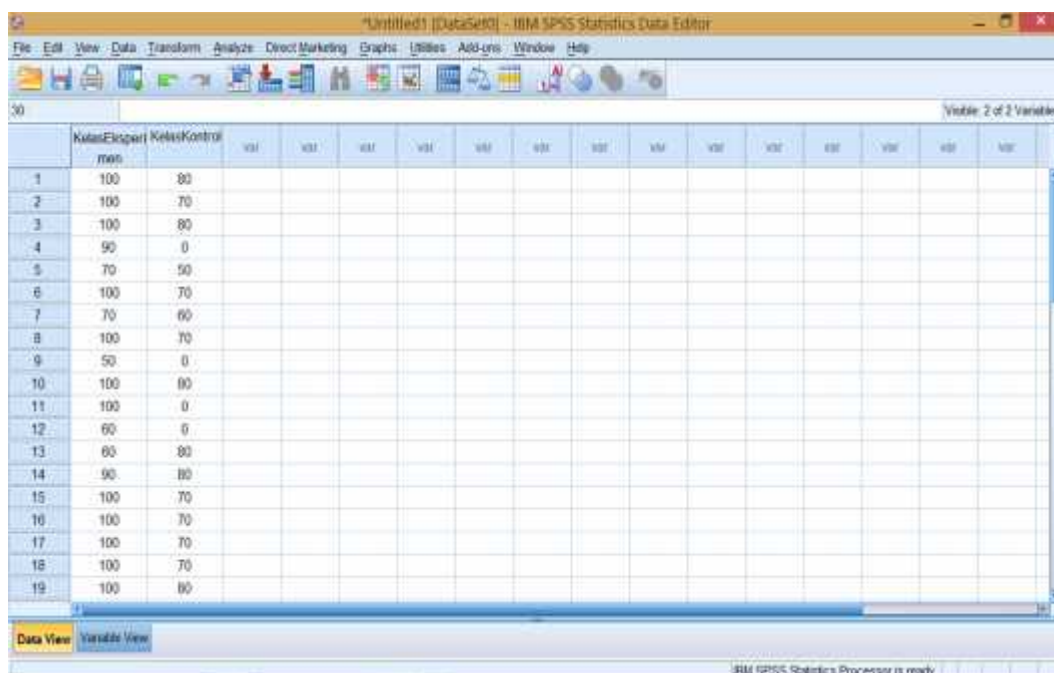 *Untitled1 [DataSet0] - IBM SPSS Statistics Data Editor
File Edit View Data Transform Analyze Direct Marketing Graphs Utilities Add-ons Window Help
30 Visible: 2 of 2 Variable
KelasEksperi KelasKontrol var var var var var var var var var var var var var var
men
1 100 80
2 100 70
3 100 80
4 90 0
5 70 50
6 100 70
7 70 60
8 100 70
9 50 0
10 100 80
11 100 0
12 60 0
13 60 80
14 90 80
15 100 70
16 100 70
17 100 70
18 100 70
19 100 80
Data View Variable View
IBM SPSS Statistics Processor is ready